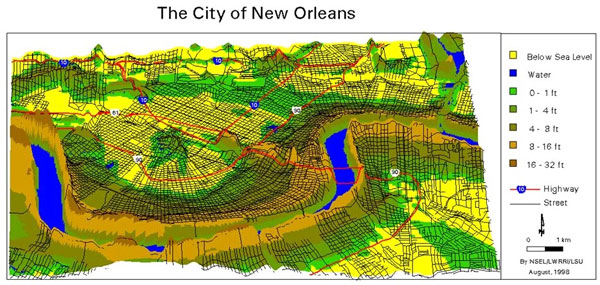 The City of New Orleans
10
10
10
10
61
90
90
90
Below Sea Level
Water
0 - 1 ft
1 - 4 ft
4 - 8 ft
8 - 16 ft
16 - 32 ft
10 Highway
Street
0 1 km
By NSEL/LWRRI/LSU
August, 1998